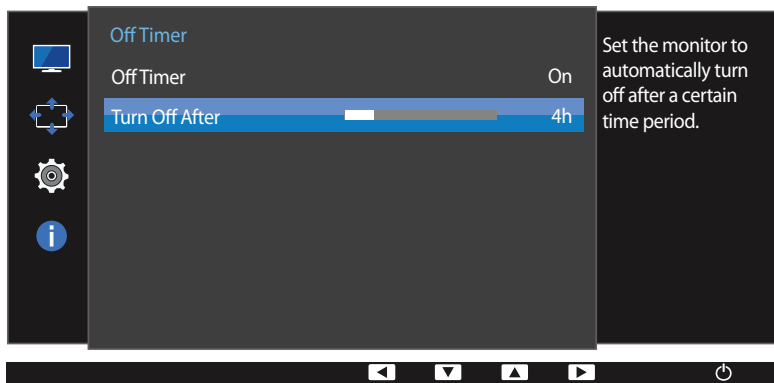 Off Timer
Off Timer On
Turn Off After 4h
Set the monitor to
automatically turn
off after a certain
time period.